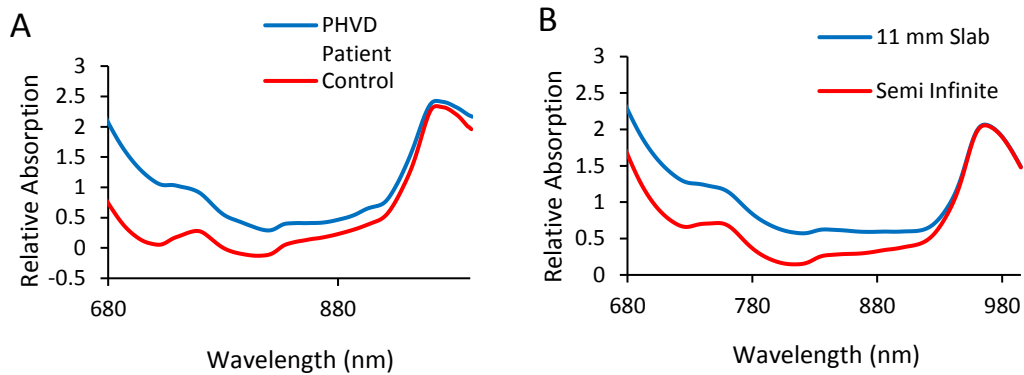 A
PHVD
Patient
Control
3
2.5
2
1.5
1
0.5
0
-0.5
680
880
Relative Absorption
Wavelength (nm)
B
11 mm Slab
Semi Infinite
3
2.5
2
1.5
1
0.5
0
680
780
880
980
Relative Absorption
Wavelength (nm)